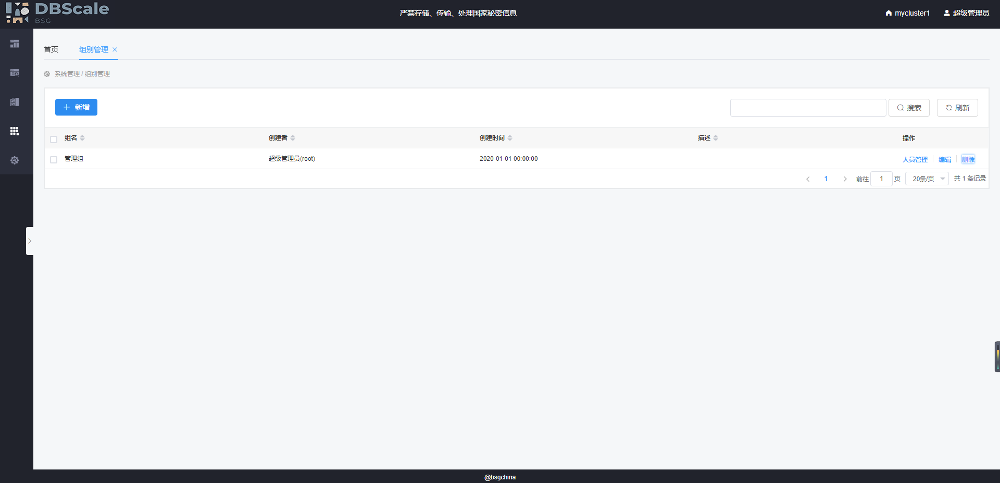 DBScale
BSG
严禁存储、传输、处理国家秘密信息
mycluster1
超级管理员
首页
组别管理
系统管理 / 组别管理
新增
搜索
刷新
组名
创建者
创建时间
描述
操作
管理组
超级管理员(root)
2020-01-01 00:00:00
人员管理
编辑
删除
1
前往
1
页
20条/页
共 1 条记录
@bsgchina